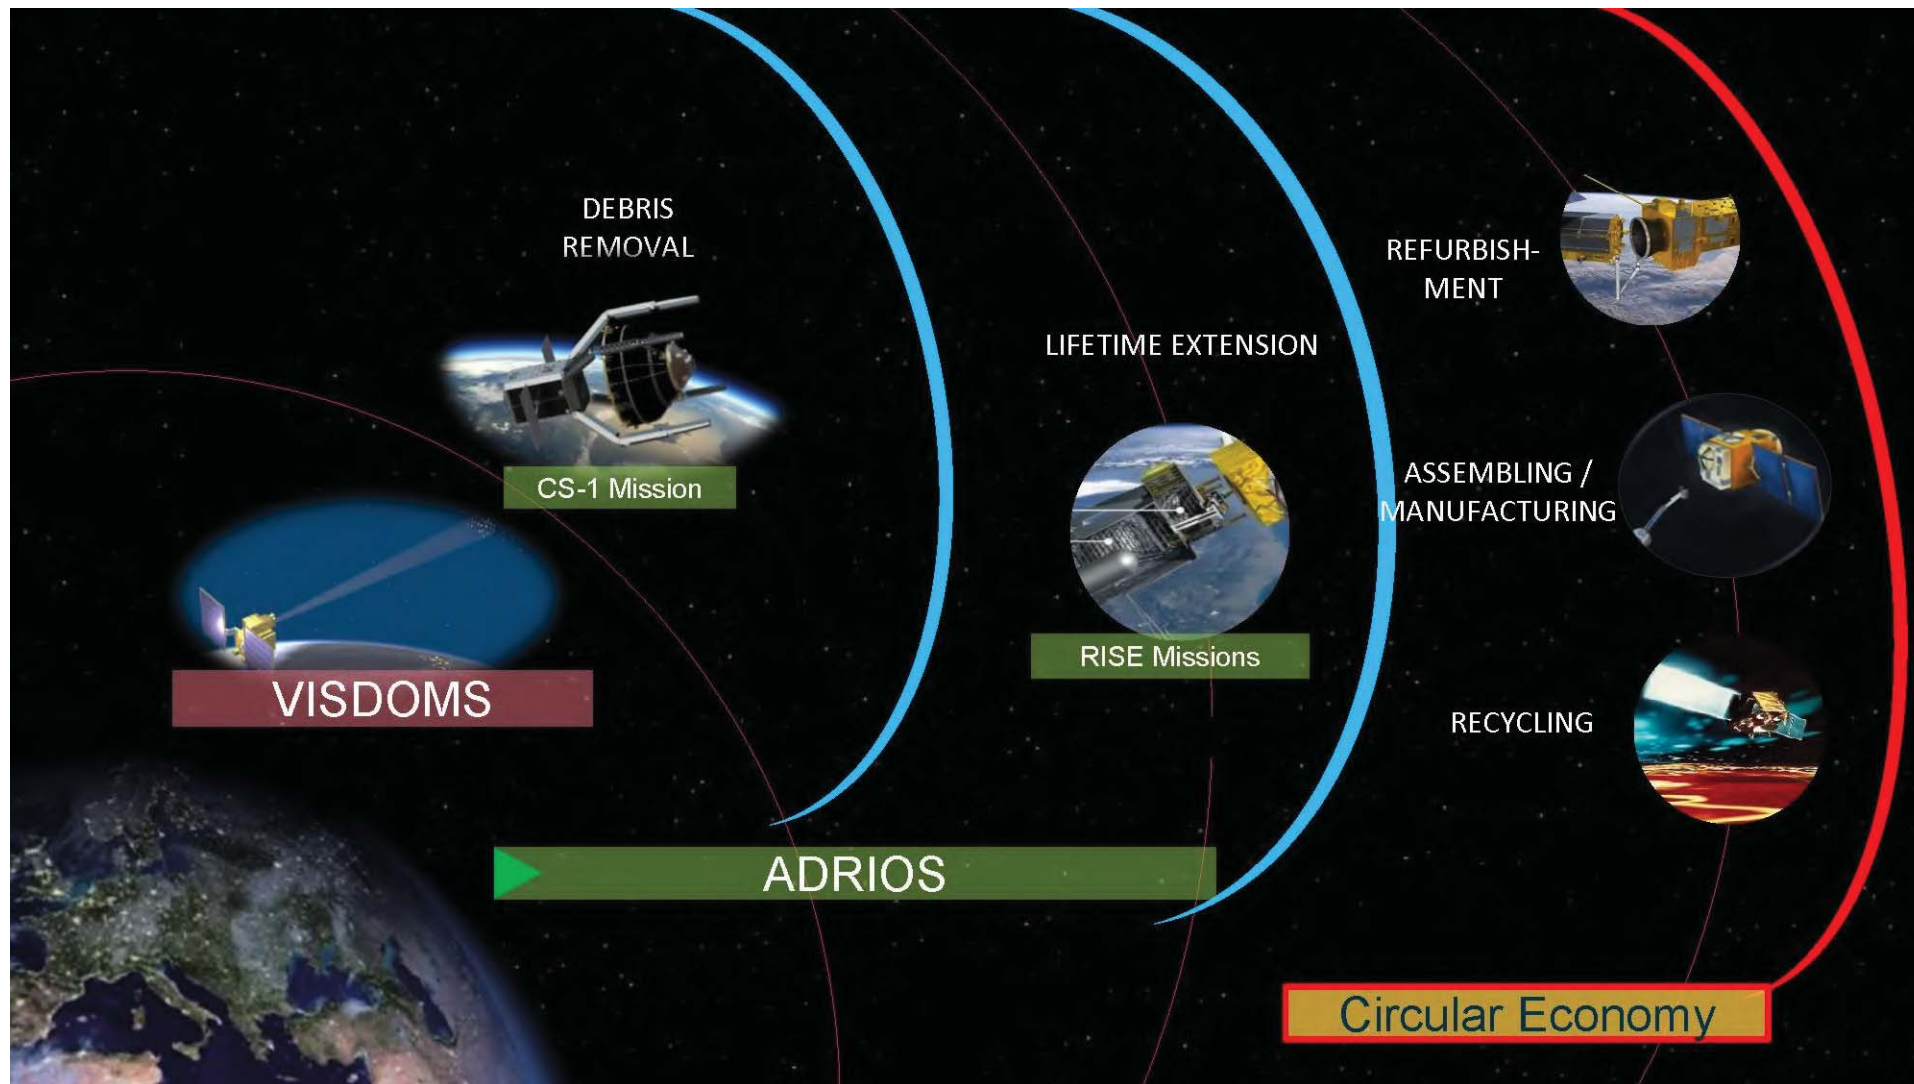 DEBRIS
REMOVAL
CS-1 Mission
VISDOMS
LIFETIME EXTENSION
RISE Missions
ADRIOS
REFURBISH-
MENT
ASSEMBLING /
MANUFACTURING
RECYCLING
Circular Economy